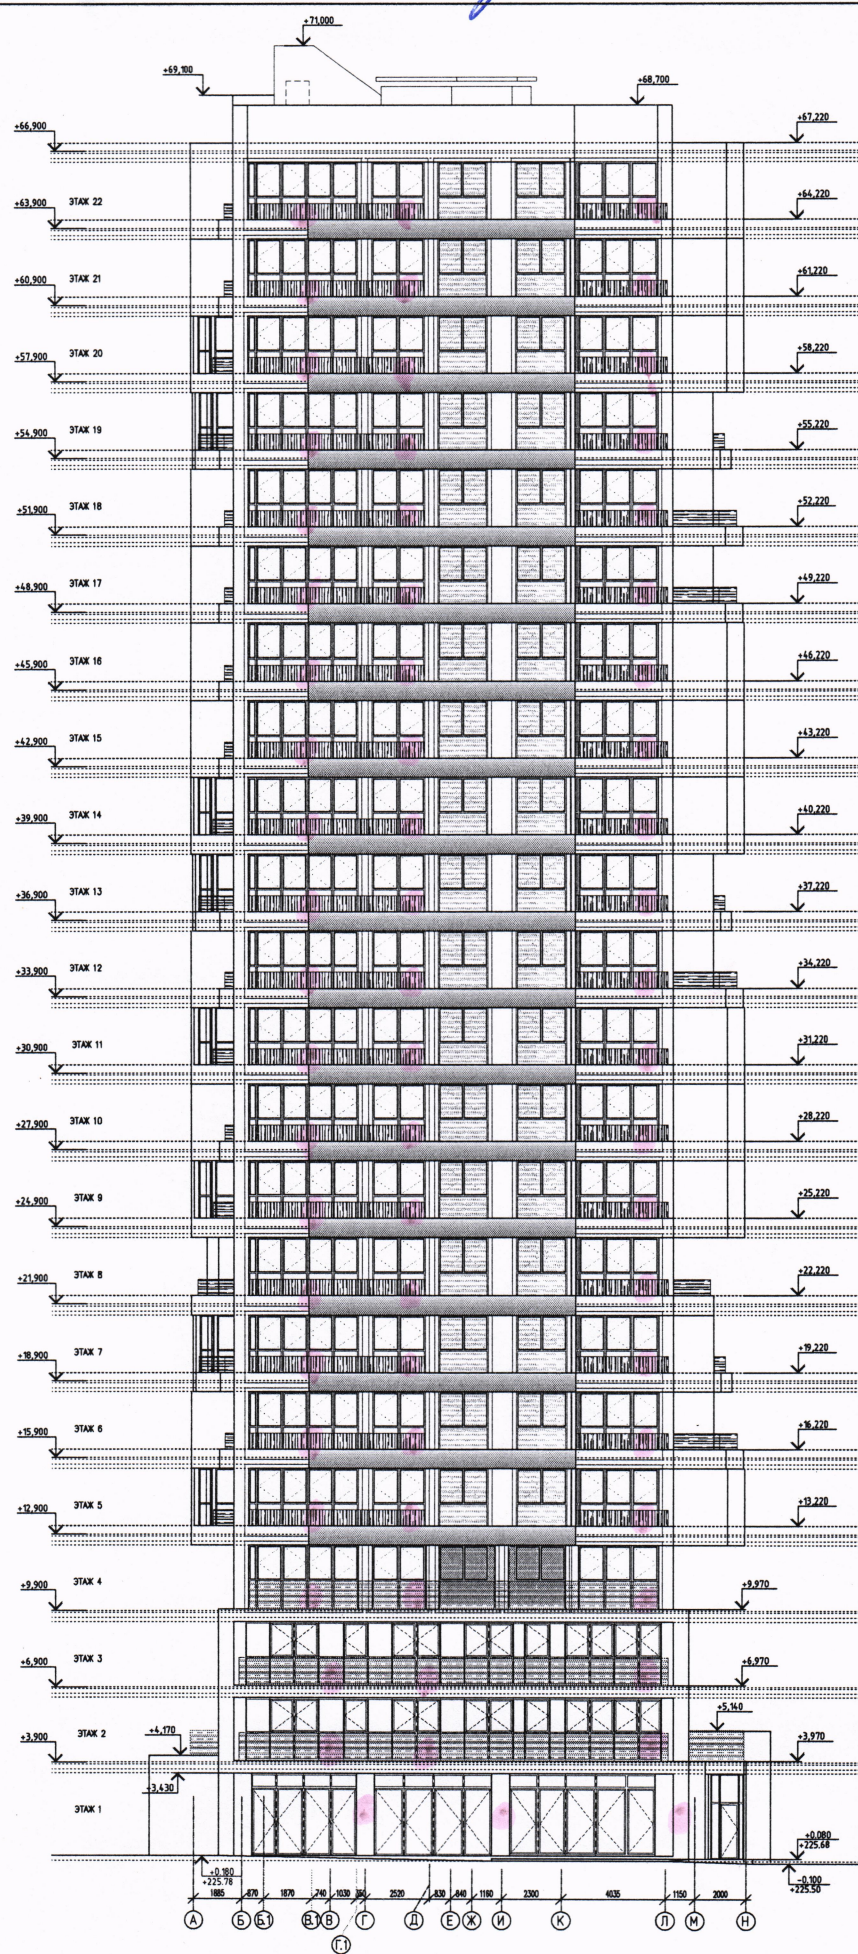 +71,000
+69,100
+68,700
+66,900
+67,220
ЭТАЖ 22
+63,900
+64,220
ЭТАЖ 21
+60,900
+61,220
ЭТАЖ 20
+57,900
+58,220
ЭТАЖ 19
+54,900
+55,220
ЭТАЖ 18
+51,900
+52,220
ЭТАЖ 17
+48,900
+49,220
ЭТАЖ 16
+45,900
+46,220
ЭТАЖ 15
+42,900
+43,220
ЭТАЖ 14
+39,900
+40,220
ЭТАЖ 13
+36,900
+37,220
ЭТАЖ 12
+33,900
+34,220
ЭТАЖ 11
+30,900
+31,220
ЭТАЖ 10
+27,900
+28,220
ЭТАЖ 9
+24,900
+25,220
ЭТАЖ 8
+21,900
+22,220
ЭТАЖ 7
+18,900
+19,220
ЭТАЖ 6
+15,900
+16,220
ЭТАЖ 5
+12,900
+13,220
ЭТАЖ 4
+9,900
+9,970
ЭТАЖ 3
+6,900
+6,970
+5,140
ЭТАЖ 2
+4,170
+3,900
+3,970
+3,430
ЭТАЖ 1
+0.080
+225.68
+0.180
+225.78
-0,100
+225.50
1885 870 1870 740 1030 350 2520 830 840 1160 2300 4035 1150 2000
А Б Б.1 В.1 В Г Д Е Ж И К Л М Н
Г.1